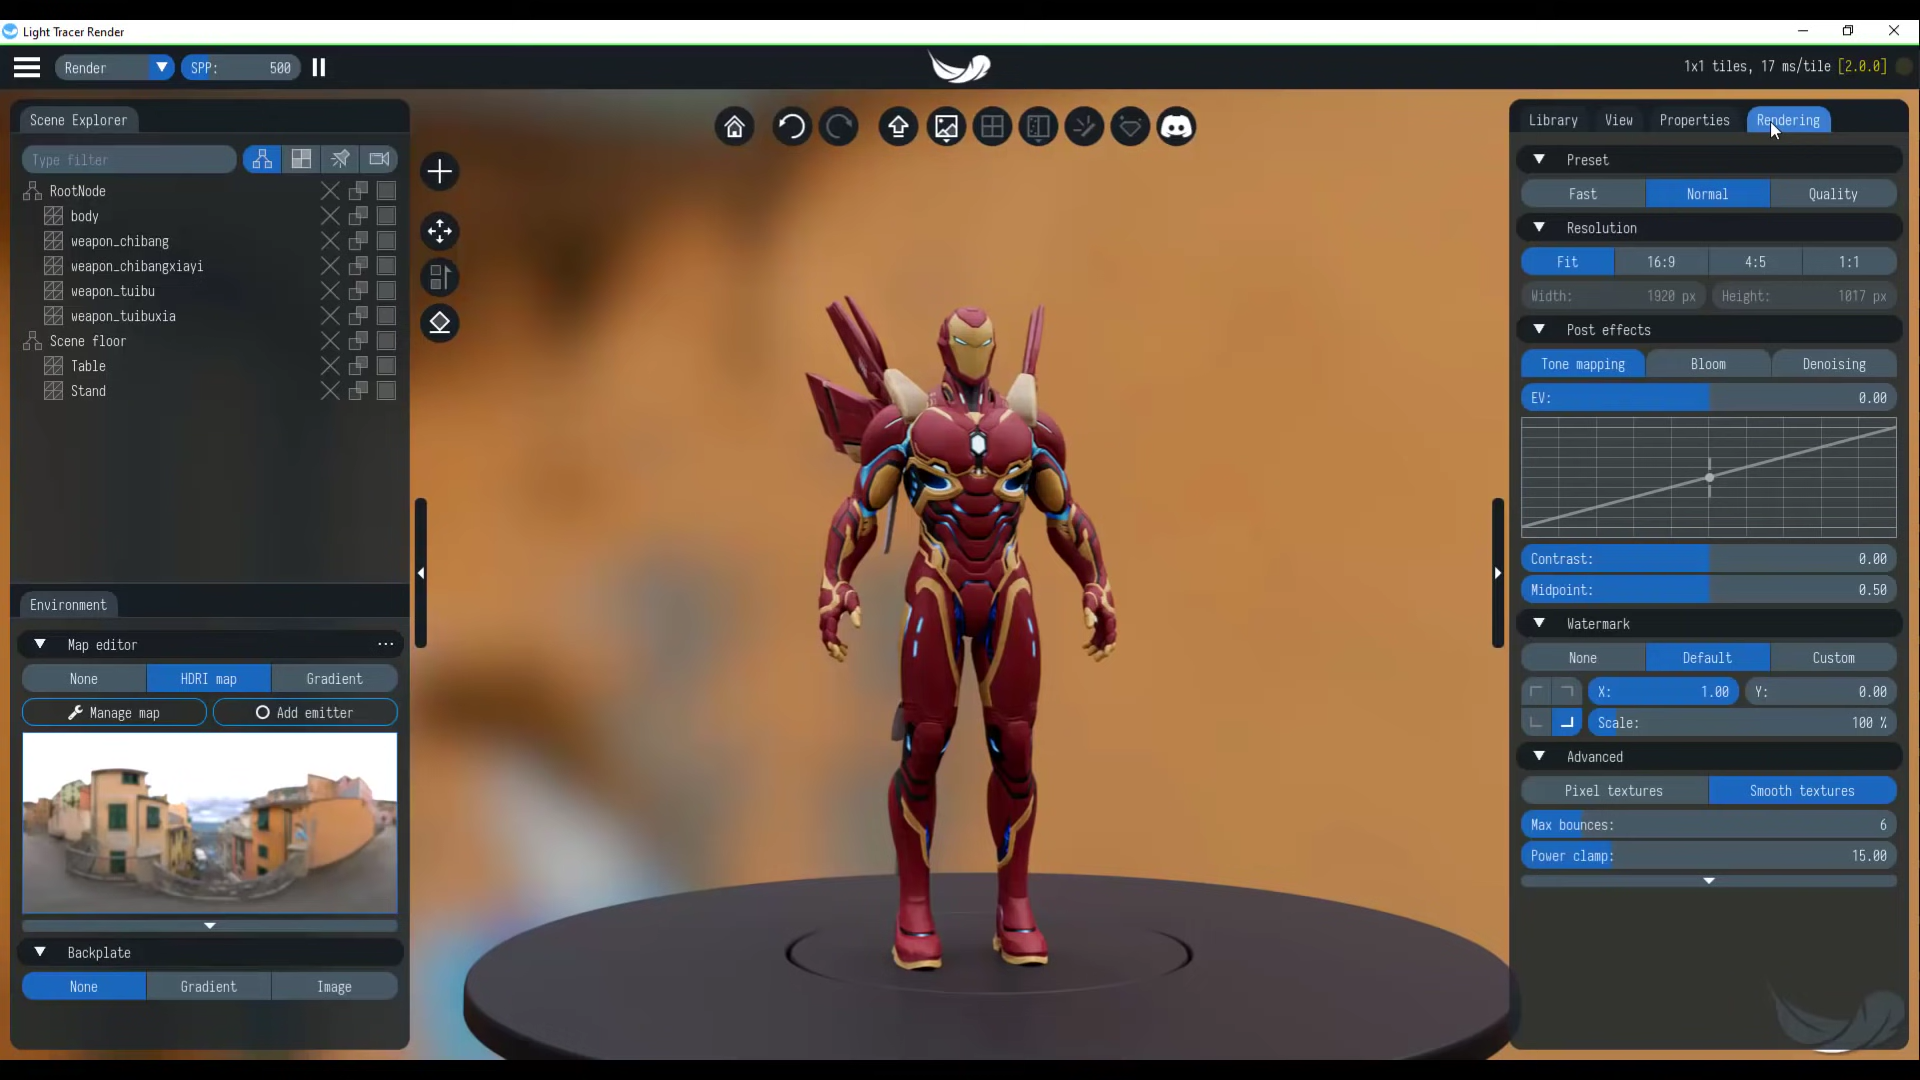 Light Tracer Render
Render
SPP: 500
1x1 tiles, 17 ms/tile [2.0.0]
Scene Explorer
Type filter
RootNode
body
weapon_chibang
weapon_chibangxiayi
weapon_tuibu
weapon_tuibuxia
Scene floor
Table
Stand
Environment
Map editor
None HDRI map Gradient
Manage map Add emitter
Backplate
None Gradient Image
Library View Properties Rendering
Preset
Fast Normal Quality
Resolution
Fit 16:9 4:5 1:1
Width: 1920 px Height: 1017 px
Post effects
Tone mapping Bloom Denoising
EV: 0.00
Contrast: 0.00
Midpoint: 0.50
Watermark
None Default Custom
X: 1.00 Y: 0.00
Scale: 100 %
Advanced
Pixel textures Smooth textures
Max bounces: 6
Power clamp: 15.00